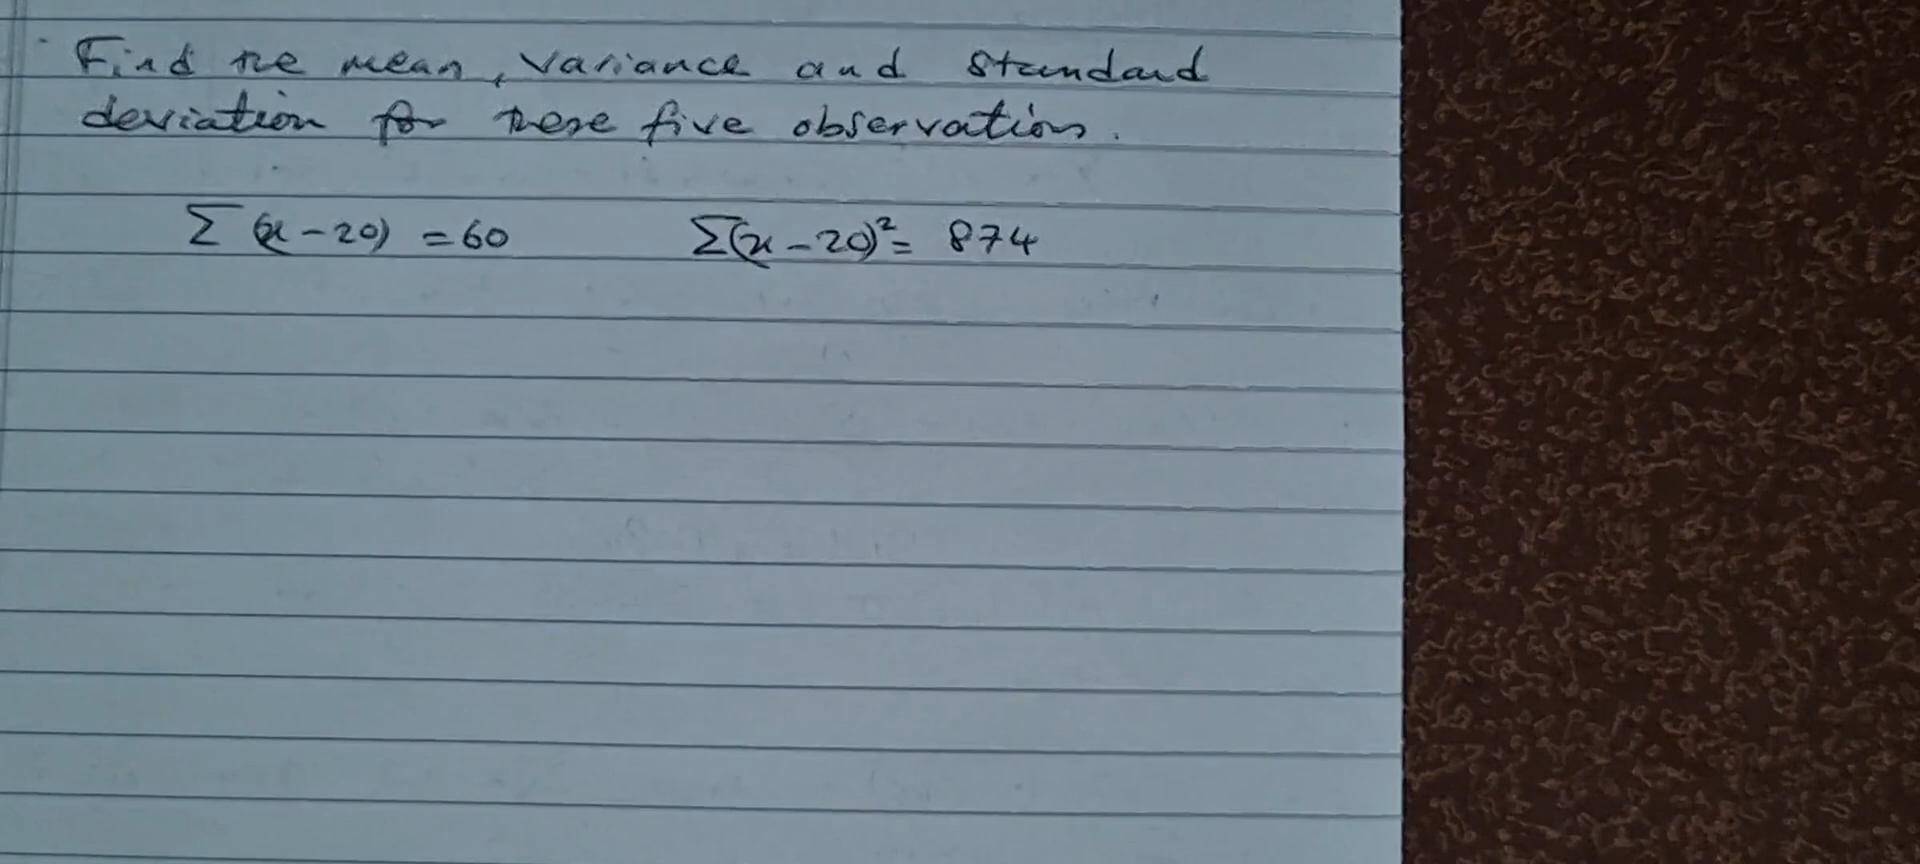 Find the mean, variance and standard
deviation for these five observations.
Σ(x-20) = 60 Σ(x-20)² = 874